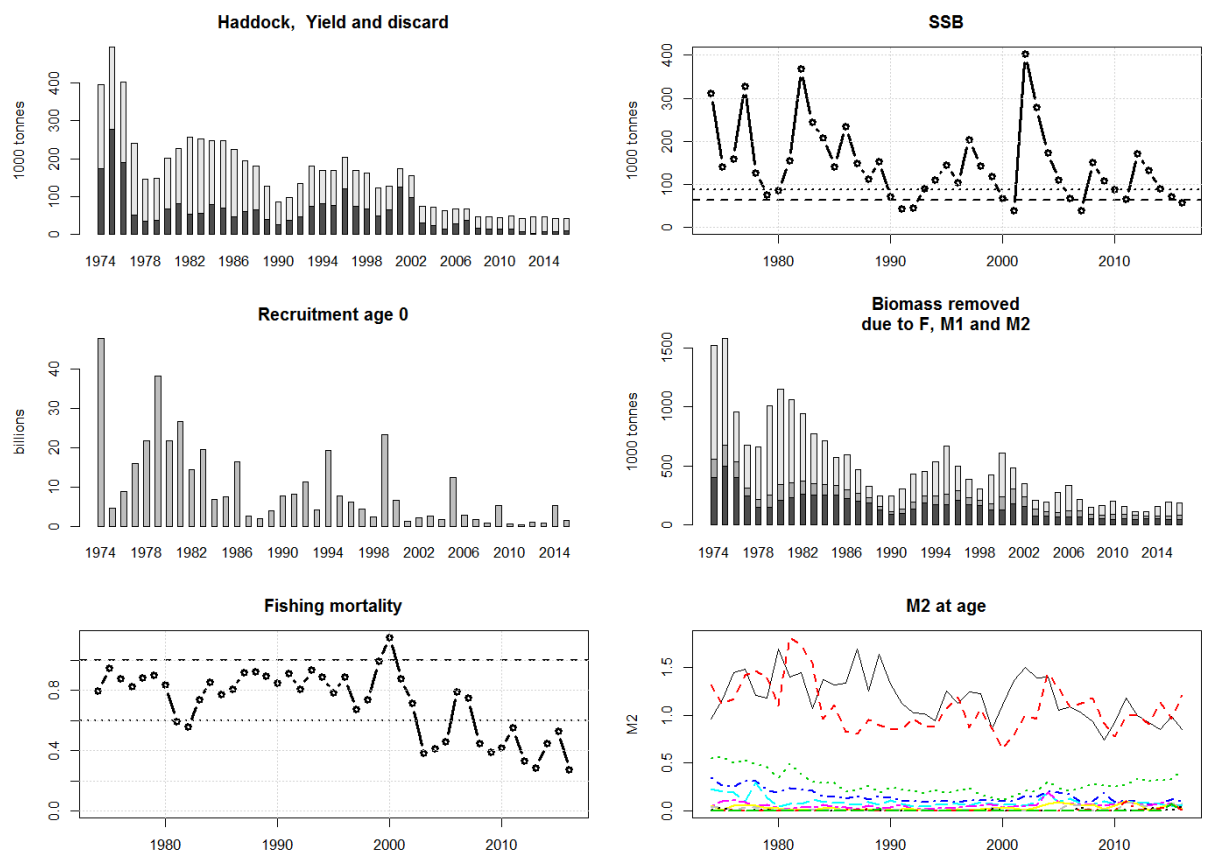 Haddock, Yield and discard
1000 tonnes
0 100 200 300 400
1974 1978 1982 1986 1990 1994 1998 2002 2006 2010 2014
SSB
1000 tonnes
0 100 200 300 400
1980 1990 2000 2010
Recruitment age 0
billions
0 10 20 30 40
1974 1978 1982 1986 1990 1994 1998 2002 2006 2010 2014
Biomass removed
due to F, M1 and M2
1000 tonnes
0 500 1000 1500
1974 1978 1982 1986 1990 1994 1998 2002 2006 2010 2014
Fishing mortality
0.0 0.4 0.8
1980 1990 2000 2010
M2 at age
M2
0.0 0.5 1.0 1.5
1980 1990 2000 2010